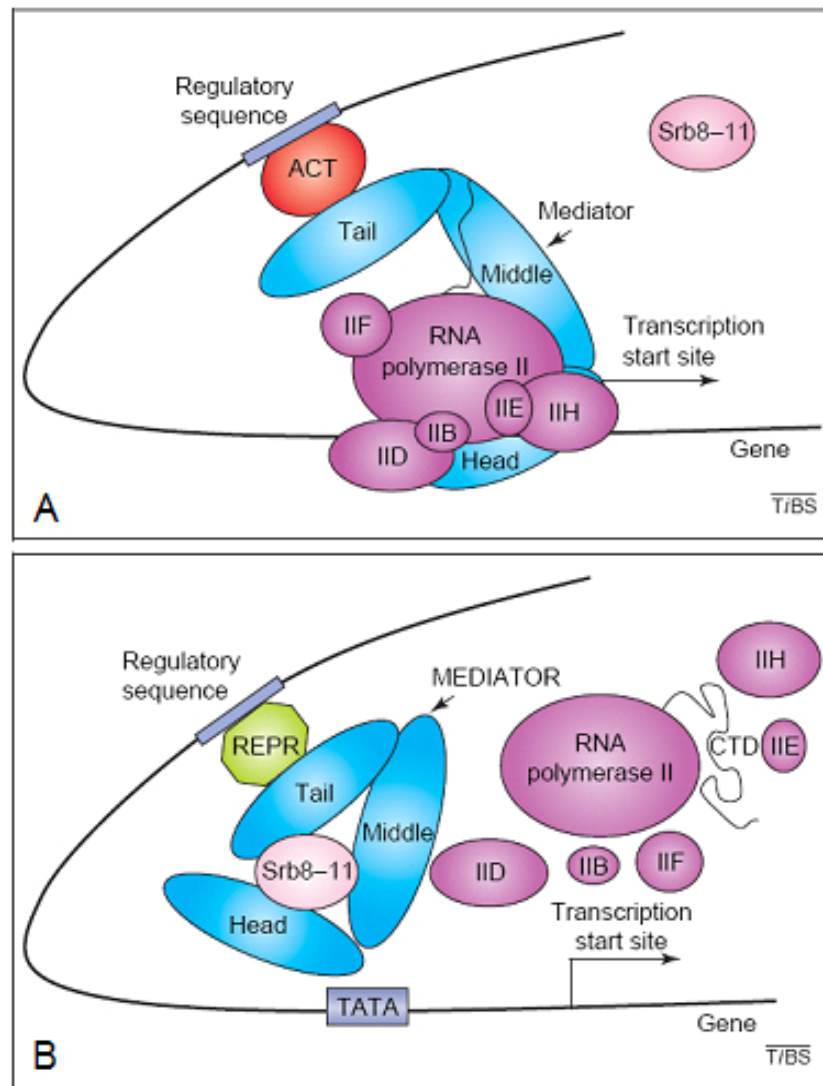 Regulatory
sequence
ACT
Srb8–11
Tail
Mediator
Middle
IIF
RNA
polymerase II
Transcription
start site
IIE
IIH
IIB
IID
Head
Gene
A
TiBS
Regulatory
sequence
MEDIATOR
IIH
REPR
RNA
polymerase II
CTD
IIE
Tail
Middle
Srb8–11
IID
IIB
IIF
Head
Transcription
start site
TATA
Gene
B
TiBS